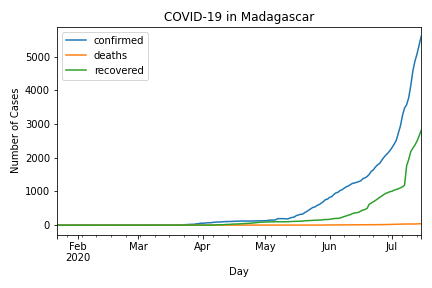 COVID-19 in Madagascar
confirmed
deaths
recovered
Number of Cases
5000
4000
3000
2000
1000
0
Feb Mar Apr May Jun Jul
2020
Day